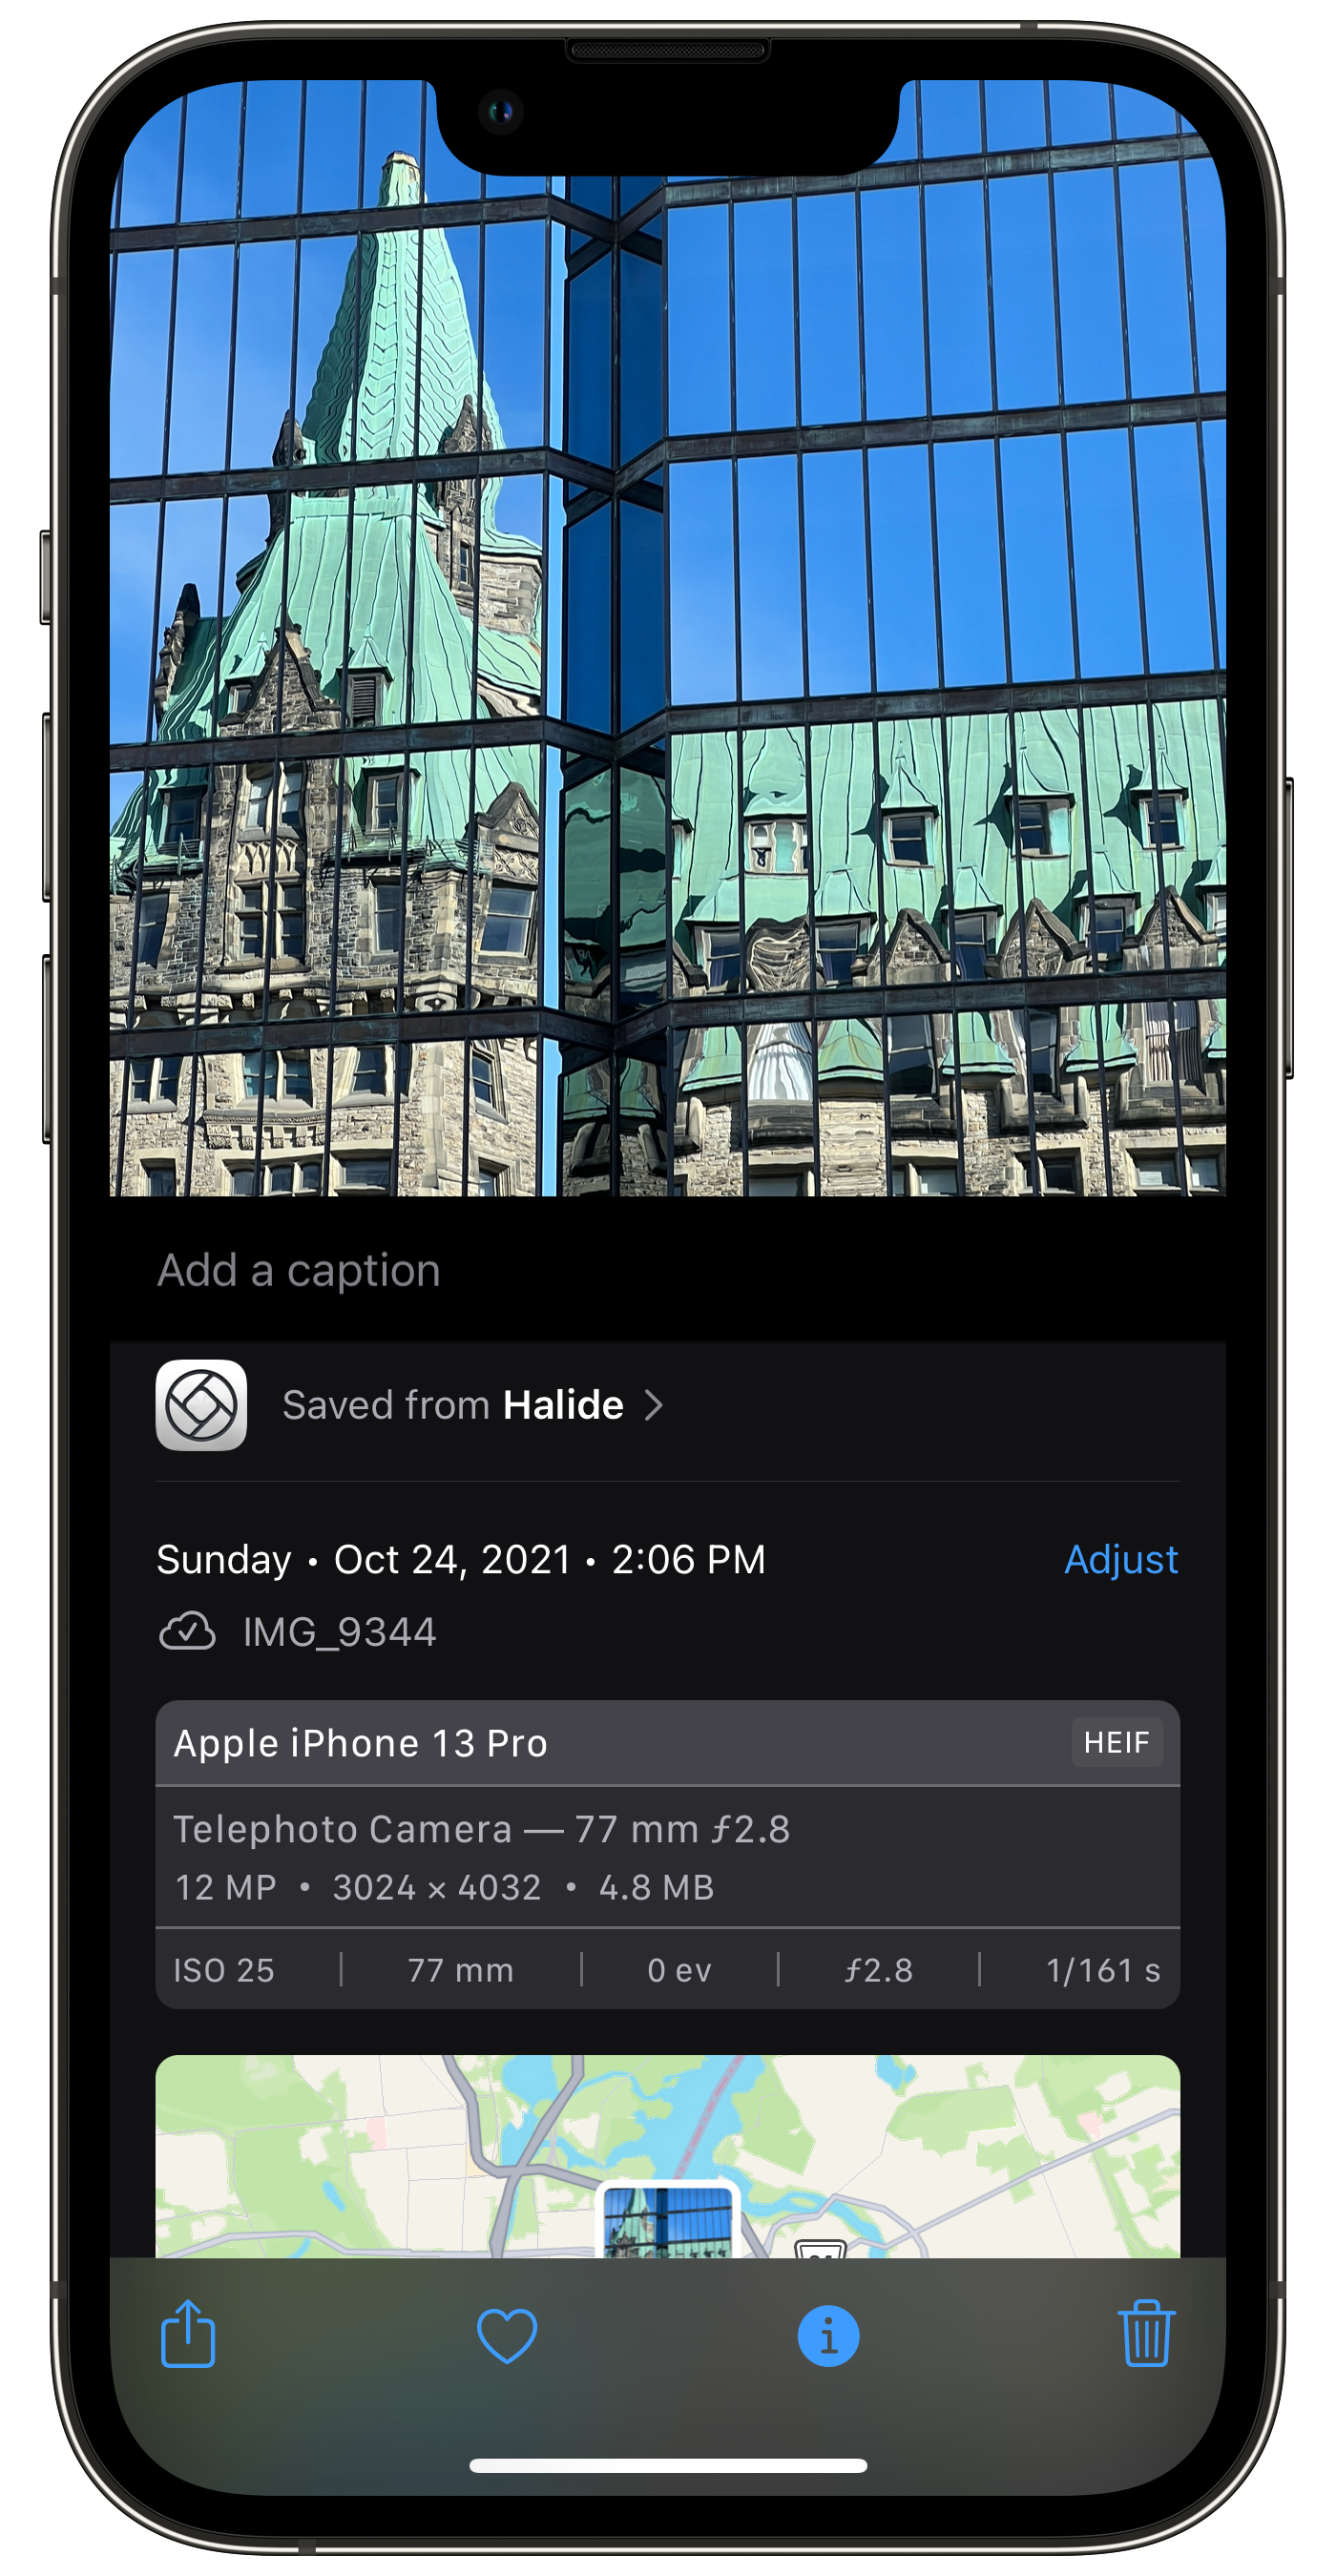 Add a caption
Saved from Halide
Sunday • Oct 24, 2021 • 2:06 PM
Adjust
IMG_9344
Apple iPhone 13 Pro
HEIF
Telephoto Camera — 77 mm ƒ2.8
12 MP • 3024 × 4032 • 4.8 MB
ISO 25 | 77 mm | 0 ev | ƒ2.8 | 1/161 s